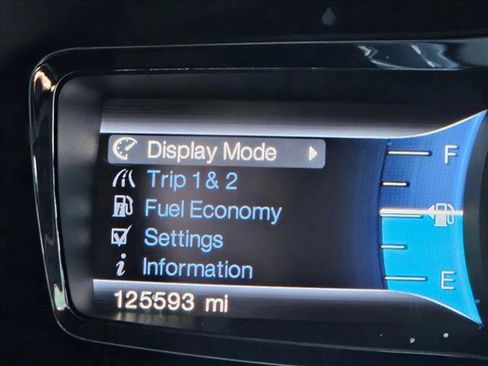 Display Mode
Trip 1 & 2
Fuel Economy
Settings
Information
125593 mi
F
E